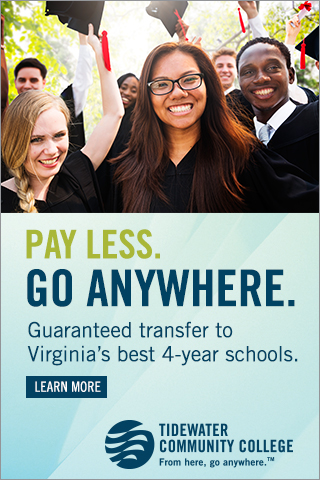 PAY LESS.
GO ANYWHERE.
Guaranteed transfer to
Virginia's best 4-year schools.
LEARN MORE
TIDEWATER
COMMUNITY COLLEGE
From here, go anywhere.™